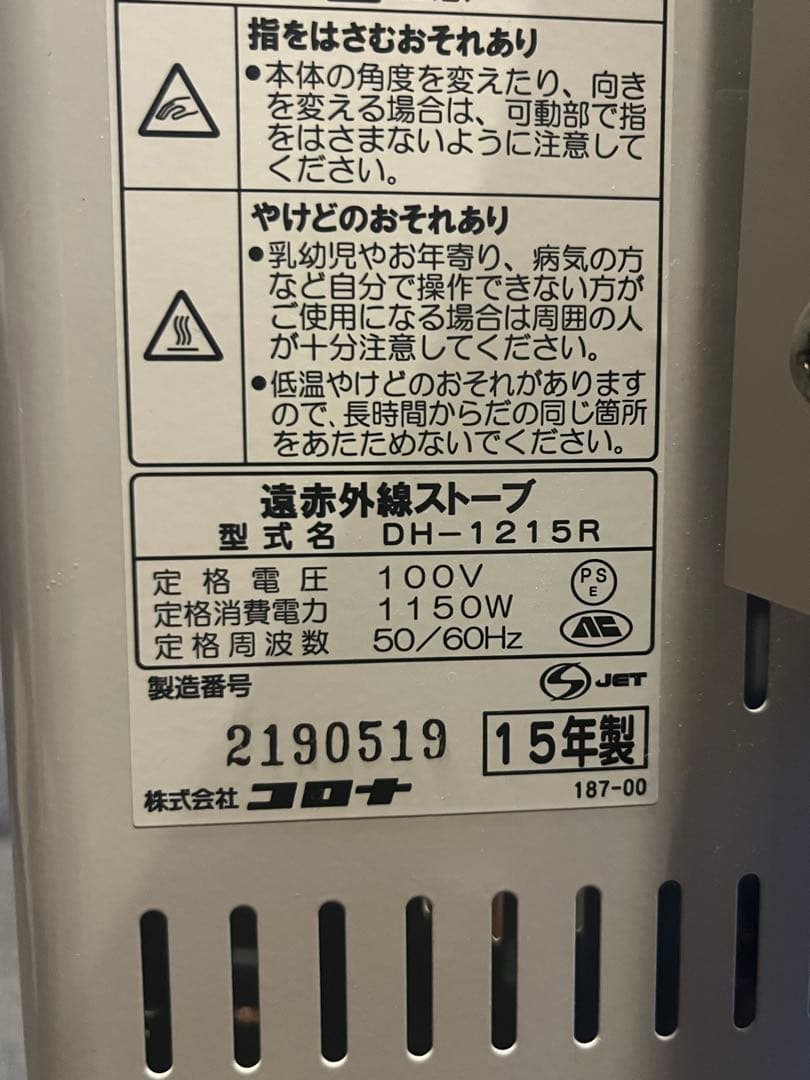 指をはさむおそれあり
●本体の角度を変えたり、向き
を変える場合は、可動部で指
をはさまないように注意して
ください。
やけどのおそれあり
●乳幼児やお年寄り、病気の方
など自分で操作できない方が
ご使用になる場合は周囲の人
が十分注意してください。
●低温やけどのおそれがあります
ので、長時間からだの同じ箇所
をあたためないでください。
遠赤外線ストーブ
型式名 DH-1215R
定格電圧 100V
定格消費電力 1150W
定格周波数 50/60Hz
PS
E
製造番号
JET
2190519
15年製
株式会社 コロナ
187-00